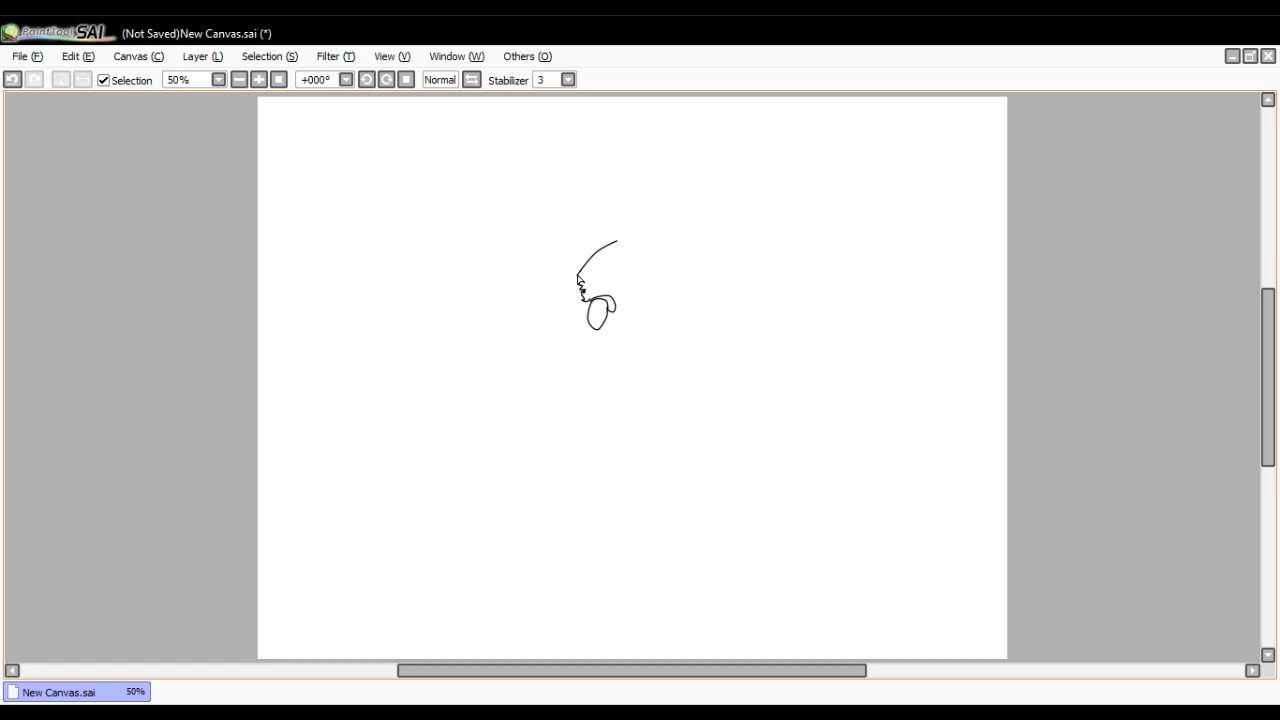 PaintTool SAI (Not Saved)New Canvas.sai (*)
File (F) Edit (E) Canvas (C) Layer (L) Selection (S) Filter (T) View (V) Window (W) Others (O)
Selection 50% +000° Normal Stabilizer 3
New Canvas.sai 50%